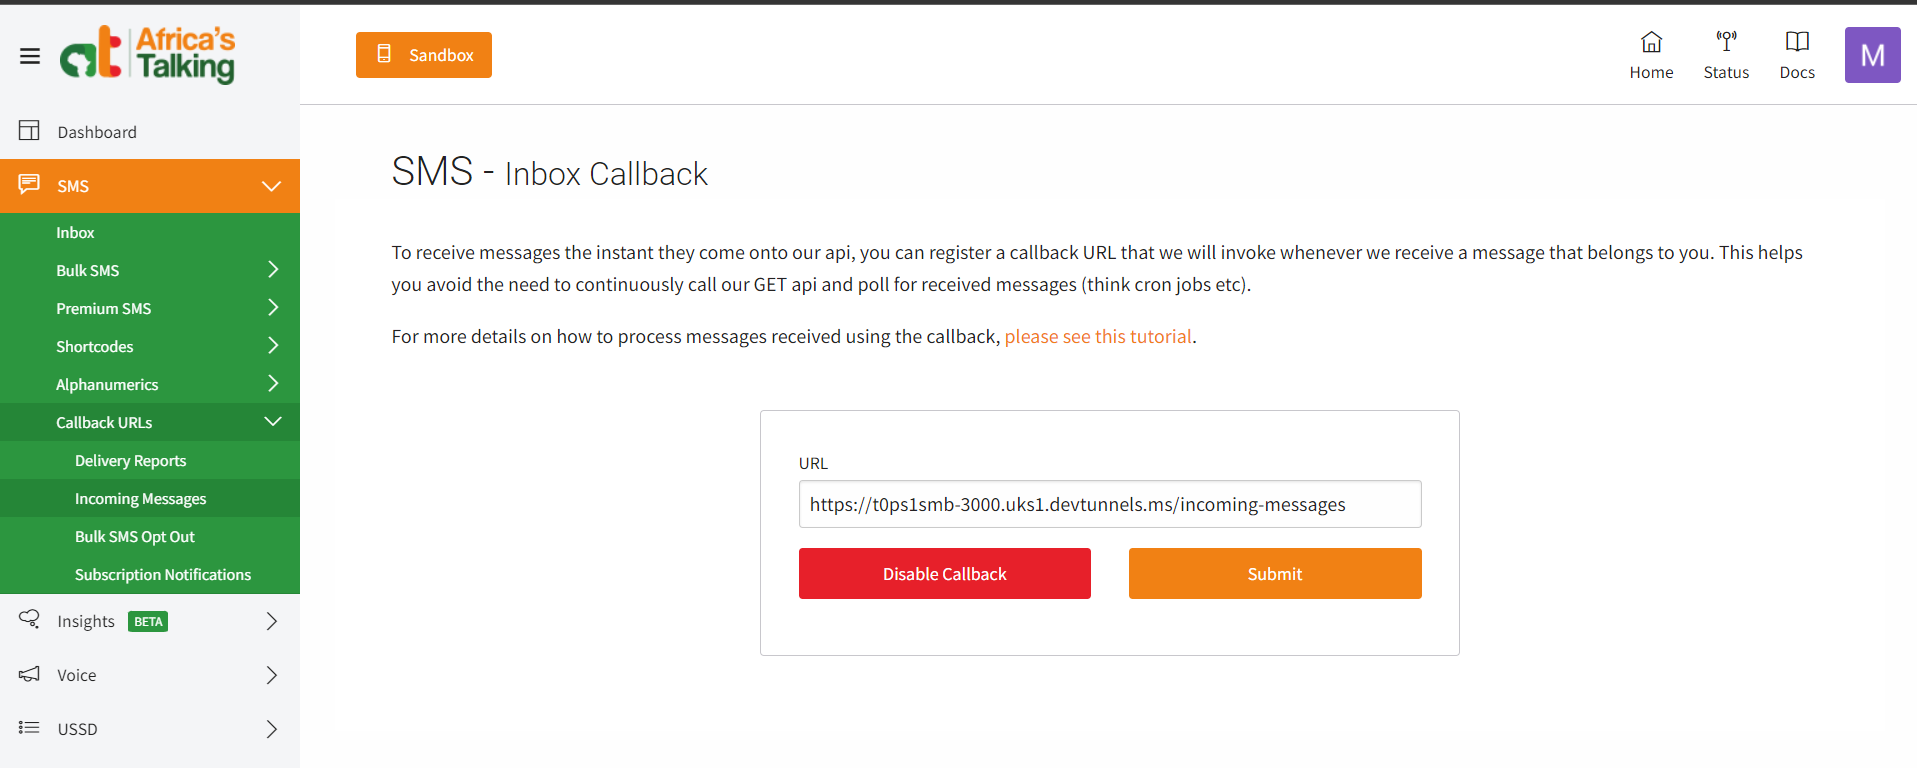 Africa's
Talking
Sandbox
Home
Status
Docs
M
Dashboard
SMS
Inbox
Bulk SMS
Premium SMS
Shortcodes
Alphanumerics
Callback URLs
Delivery Reports
Incoming Messages
Bulk SMS Opt Out
Subscription Notifications
Insights BETA
Voice
USSD
SMS - Inbox Callback
To receive messages the instant they come onto our api, you can register a callback URL that we will invoke whenever we receive a message that belongs to you. This helps
you avoid the need to continuously call our GET api and poll for received messages (think cron jobs etc).
For more details on how to process messages received using the callback, please see this tutorial.
URL
https://t0ps1smb-3000.uks1.devtunnels.ms/incoming-messages
Disable Callback
Submit